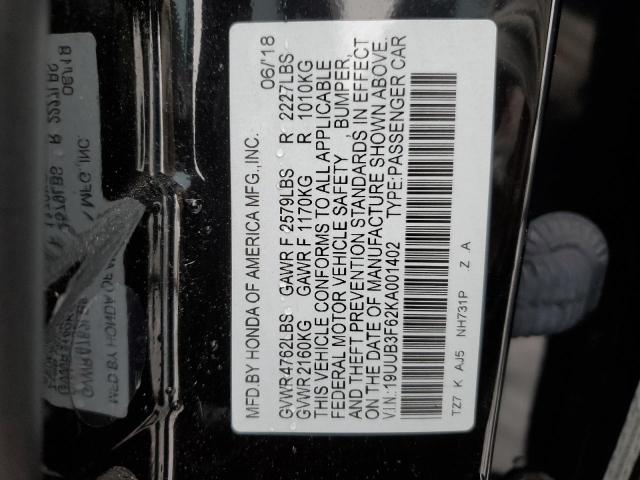 MFD.BY HONDA OF AMERICA MFG.,INC. 06/'18
GVWR4762LBS GAWR F 2579LBS R 2227LBS
GVWR2160KG GAWR F 1170KG R 1010KG
THIS VEHICLE CONFORMS TO ALL APPLICABLE
FEDERAL MOTOR VEHICLE SAFETY, BUMPER,
AND THEFT PREVENTION STANDARDS IN EFFECT
ON THE DATE OF MANUFACTURE SHOWN ABOVE.
V.I.N.:19UUB3F62KA001402 TYPE:PASSENGER CAR
TZ7 K AJ5 NH731P Z A